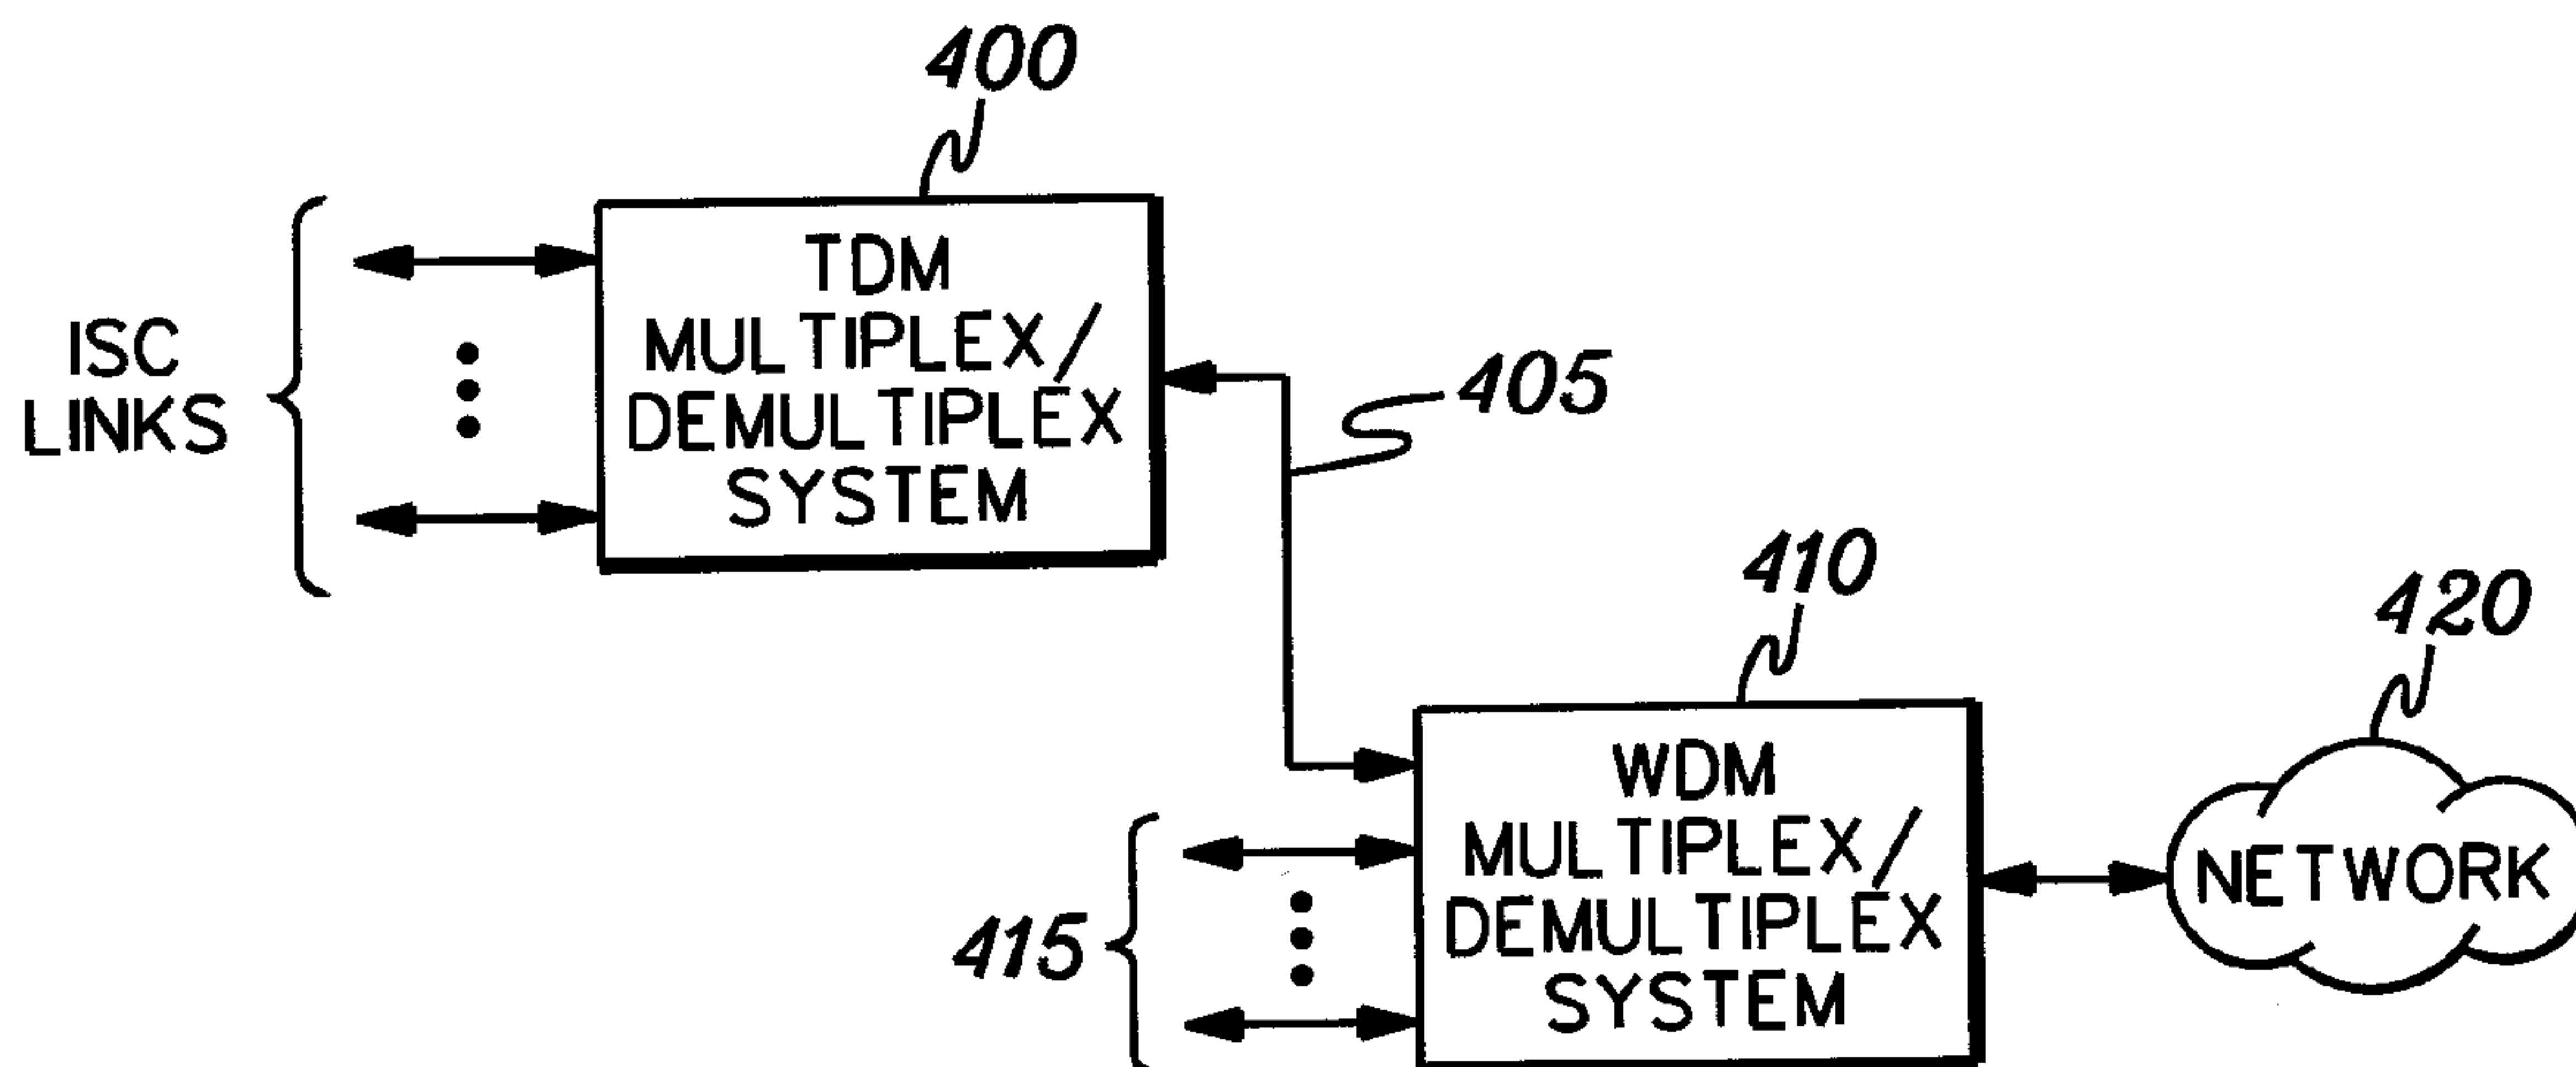 400
ISC
LINKS
TDM
MULTIPLEX/
DEMULTIPLEX
SYSTEM
405
410
420
WDM
MULTIPLEX/
DEMULTIPLEX
SYSTEM
415
NETWORK